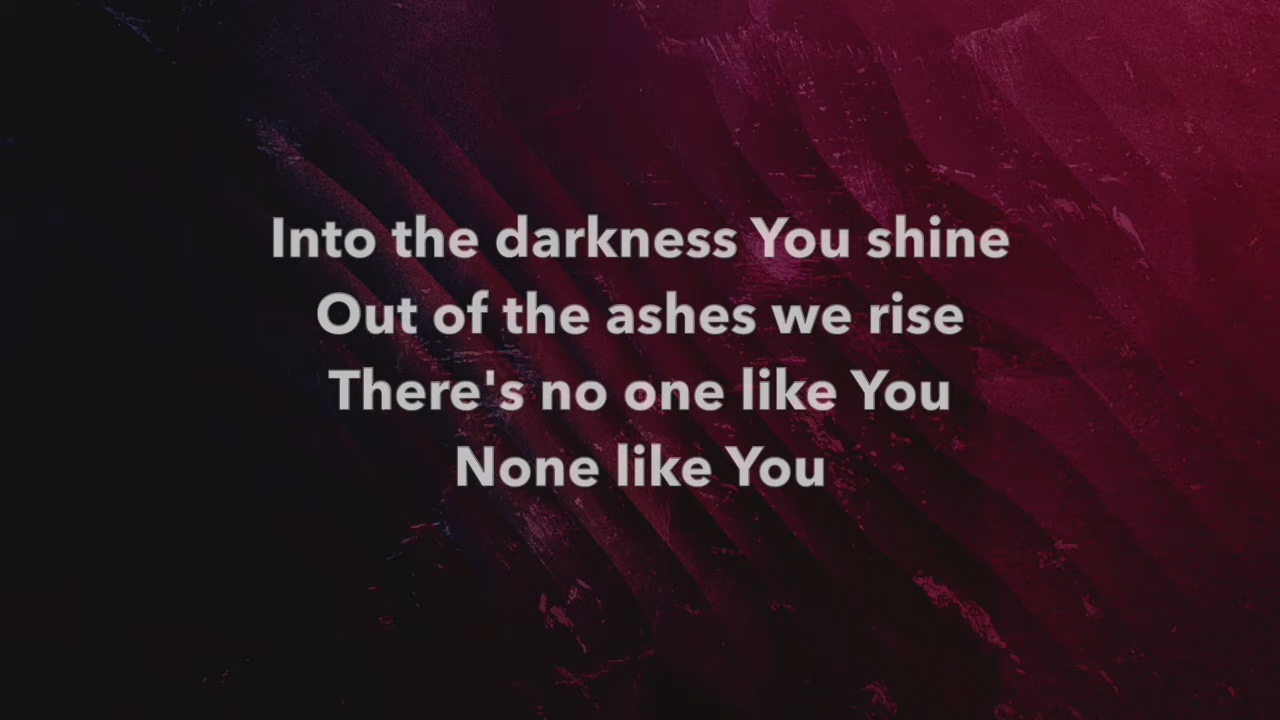 Into the darkness You shine
Out of the ashes we rise
There's no one like You
None like You